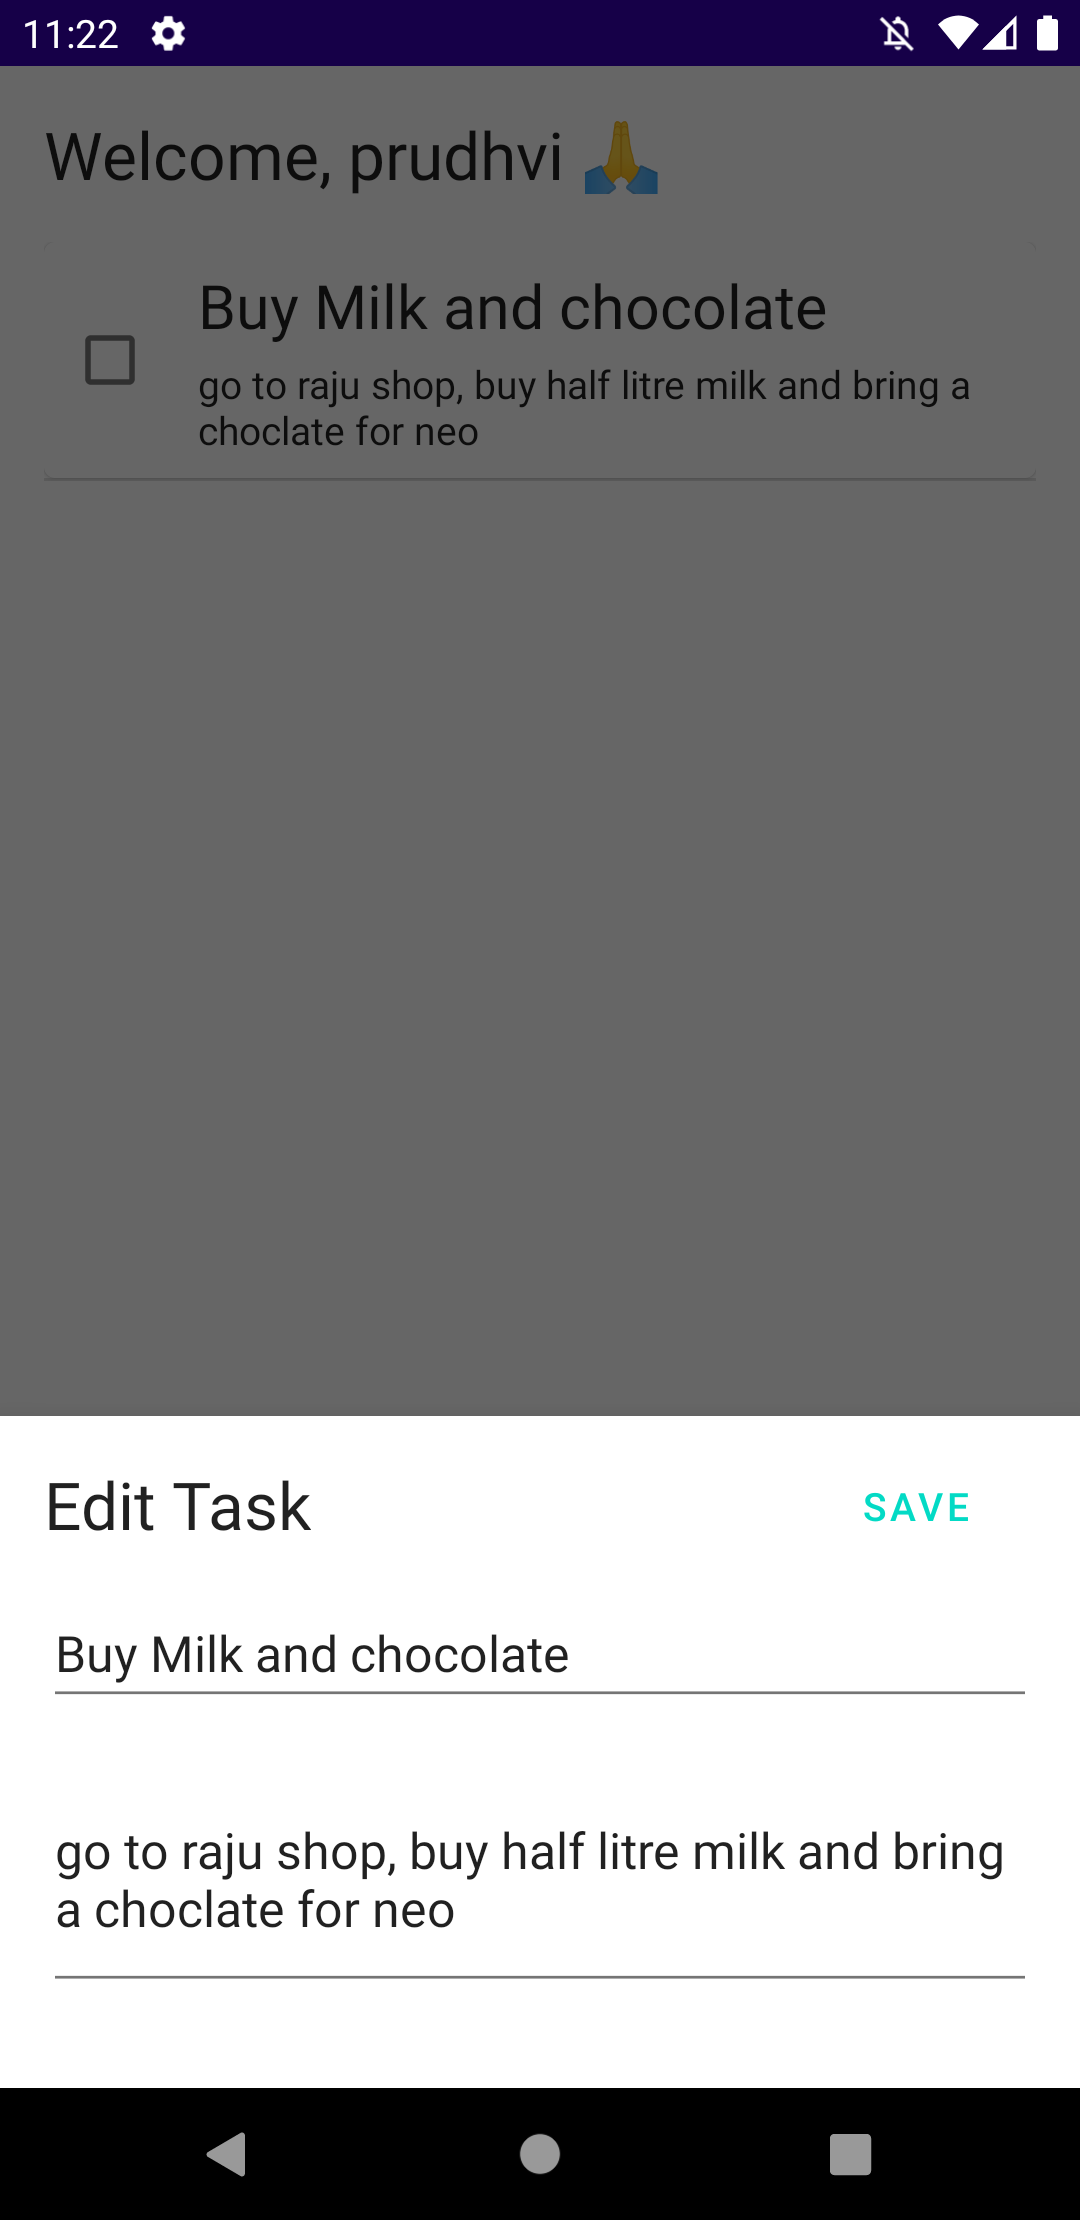 11:22
Welcome, prudhvi 🙏
Buy Milk and chocolate
go to raju shop, buy half litre milk and bring a
choclate for neo
Edit Task
SAVE
Buy Milk and chocolate
go to raju shop, buy half litre milk and bring
a choclate for neo